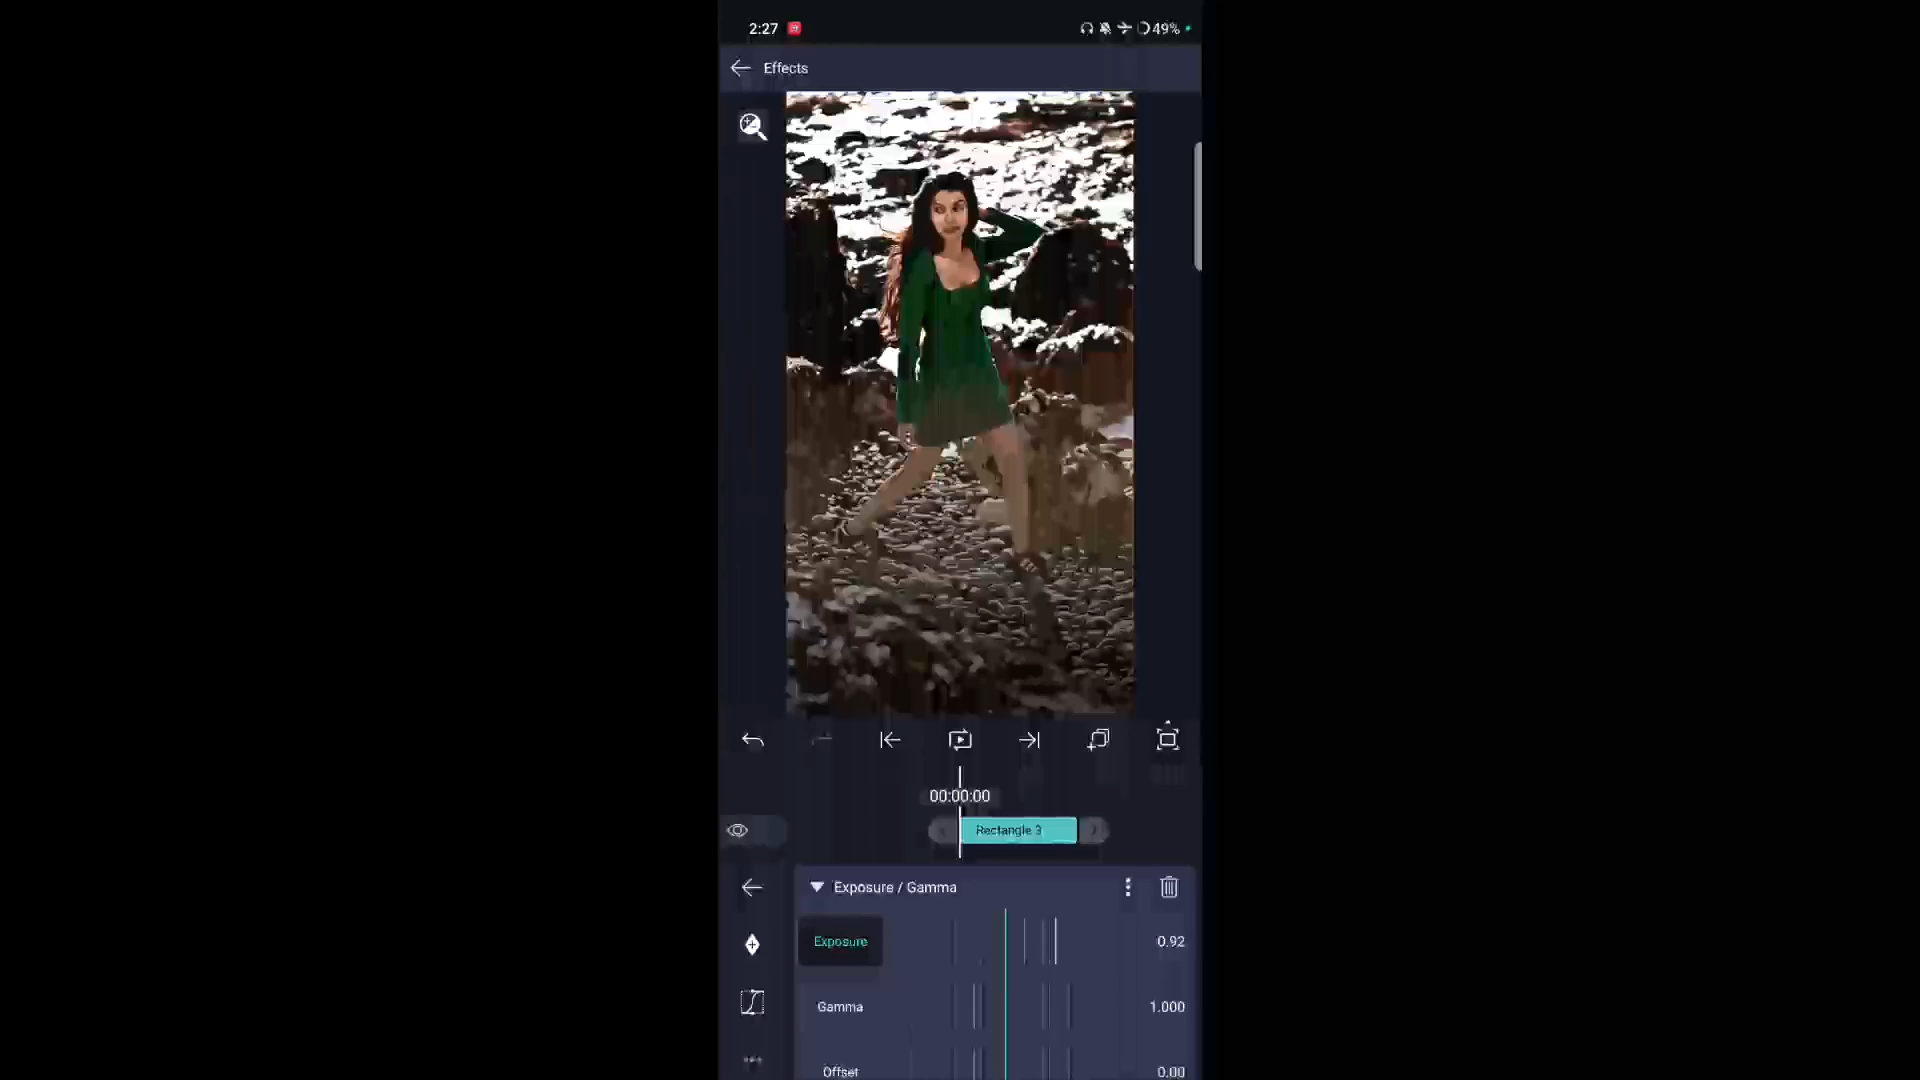 2:27
49%
Effects
00:00:00
Rectangle 3
Exposure / Gamma
Exposure
0.92
Gamma
1.000
Offset
0.00